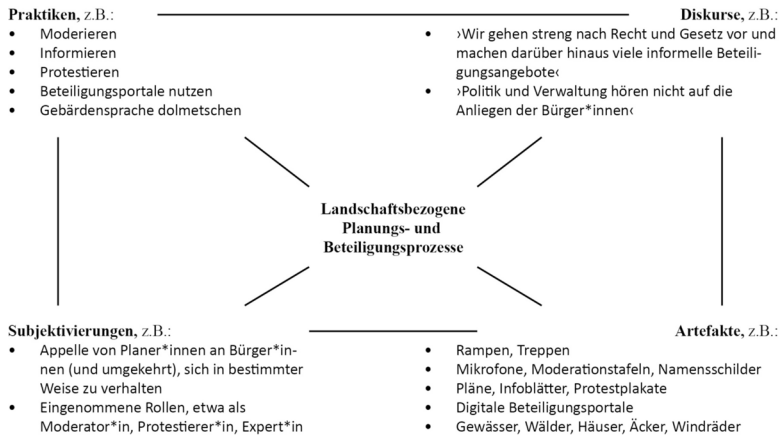 Praktiken, z.B.:
• Moderieren
• Informieren
• Protestieren
• Beteiligungsportale nutzen
• Gebärdensprache dolmetschen
Diskurse, z.B.:
• ›Wir gehen streng nach Recht und Gesetz vor und
machen darüber hinaus viele informelle Beteili-
gungsangebote‹
• ›Politik und Verwaltung hören nicht auf die
Anliegen der Bürger*innen‹
Landschaftsbezogene
Planungs- und
Beteiligungsprozesse
Subjektivierungen, z.B.:
• Appelle von Planer*innen an Bürger*in-
nen (und umgekehrt), sich in bestimmter
Weise zu verhalten
• Eingenommene Rollen, etwa als
Moderator*in, Protestierer*in, Expert*in
Artefakte, z.B.:
• Rampen, Treppen
• Mikrofone, Moderationstafeln, Namensschilder
• Pläne, Infoblätter, Protestplakate
• Digitale Beteiligungsportale
• Gewässer, Wälder, Häuser, Äcker, Windräder